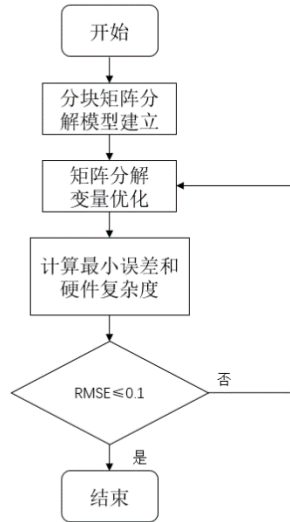 开始
分块矩阵分
解模型建立
矩阵分解
变量优化
计算最小误差和
硬件复杂度
RMSE≤0.1
否
是
结束